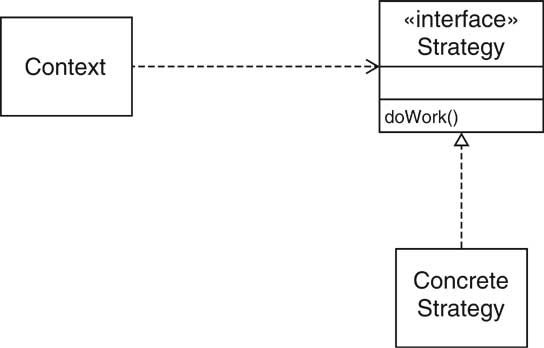 Context
«interface»
Strategy
doWork()
Concrete
Strategy